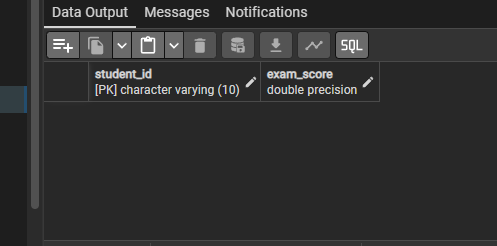 Data Output Messages Notifications
SQL
student_id exam_score
[PK] character varying (10) double precision